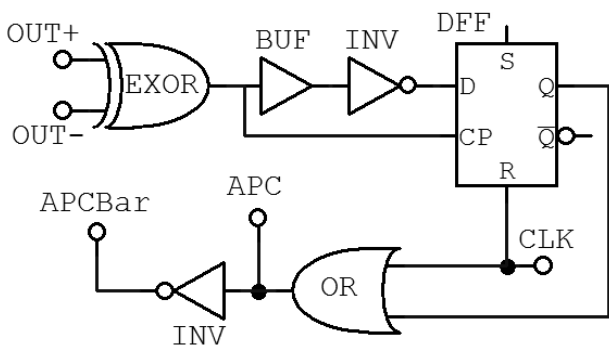 OUT+
OUT-
EXOR
BUF
INV
DFF
S
D
Q
CP
Q̅
R
APCBar
APC
CLK
OR
INV